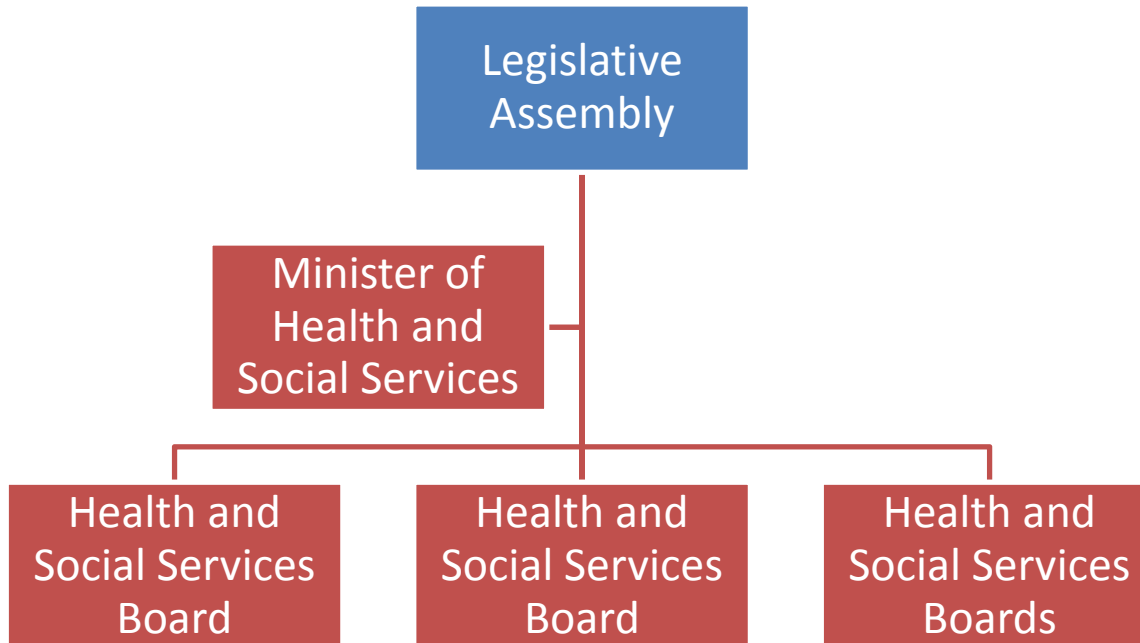 Legislative
Assembly
Minister of
Health and
Social Services
Health and
Social Services
Board
Health and
Social Services
Board
Health and
Social Services
Boards